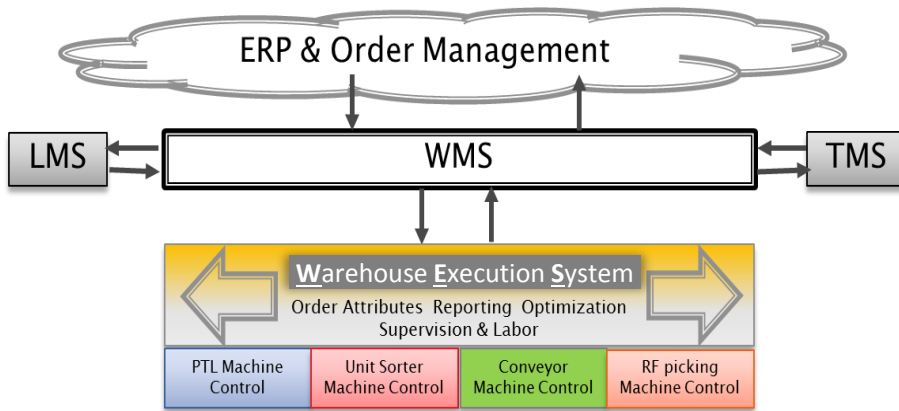 ERP & Order Management
LMS
WMS
TMS
Warehouse Execution System
Order Attributes Reporting Optimization
Supervision & Labor
PTL Machine
Control
Unit Sorter
Machine Control
Conveyor
Machine Control
RF picking
Machine Control